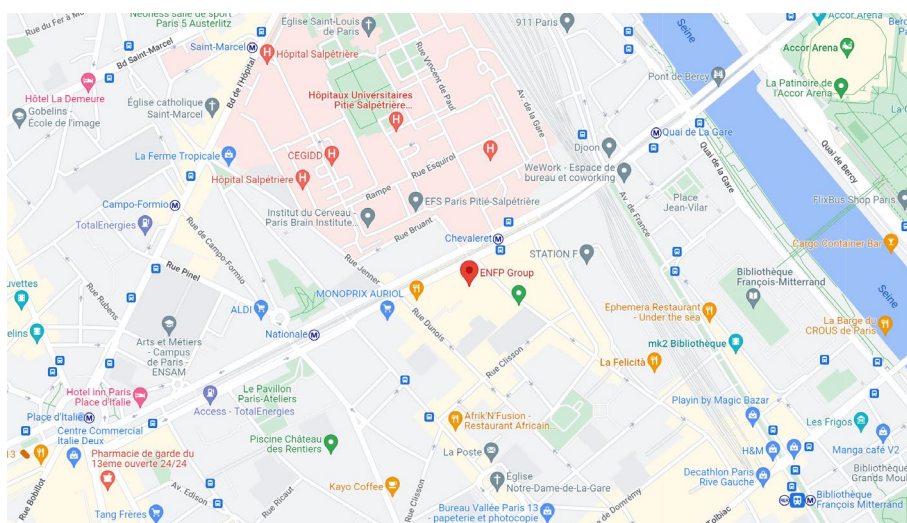 Neoness salle de sport
Paris 5 Austerlitz
Église Saint-Louis
de Paris
911 Paris
Accor Arena
Rue du Fer à M
Saint-Marcel
Bd Saint-Marcel
Hôpital Salpêtrière
Accor Arena
Pont de Bercy
Rue Vincent de Paul
Bd de l'Hôpital
Hôtel La Demeure
Hôpitaux Universitaires
Pitié Salpêtrière...
La Patinoire de
l'Accor Arena
Seine
Église catholique
Saint-Marcel
Gobelins -
École de l'image
Av. de la Gare
Quai de La Gare
Djoon
La Ferme Tropicale
CEGIDD
Rue Esquirol
WeWork - Espace de
bureau et coworking
Quai de la Gare
Quai de Bercy
Hôpital Salpêtrière
Rampe
EFS Paris Pitié-Salpêtrière
Place
Jean-Vilar
FlixBus Shop Paris
Campo-Formio
Institut du Cerveau -
Paris Brain Institute...
Rue Bruant
Av. de France
TotalEnergies
Chevaleret
STATION F
Cargo Container Bar
Rue de Campo-Formio
Rue Jenner
Rue Pinel
ENFP Group
Bibliothèque
François-Mitterrand
uvettes
MONOPRIX AURIOL
Seine
Rue Rubens
ALDI
Ephemera Restaurant
- Under the sea
La Barge du
CROUS de Paris
elins
Nationale
Rue Dunois
Arts et Métiers
- Campus
de Paris -
ENSAM
mk2 Bibliothèque
Rue Clisson
La Felicità
Hotel inn Paris
Place d'Italie
Le Pavillon
Paris-Ateliers
Access - TotalEnergies
Playin by Magic Bazar
Place d'Italie
Centre Commercial
Italie Deux
Afrik'N'Fusion -
Restaurant Africain...
Les Frigos
Piscine Château
des Rentiers
Manga café V2
13
Pharmacie de garde du
13eme ouverte 24/24
La Poste
H&M
Decathlon Paris
Rive Gauche
Bibliothèque
Grands Moul
Rue Bobillot
Av. Edison
Kayo Coffee
Rue Clisson
Église
Notre-Dame-de-la-Gare
Rue Ricaut
de Domrémy
Bibliothèque
François Mitterrand
Tang Frères
Bureau Vallée Paris 13
- papeterie et photocopie
Tolbiac